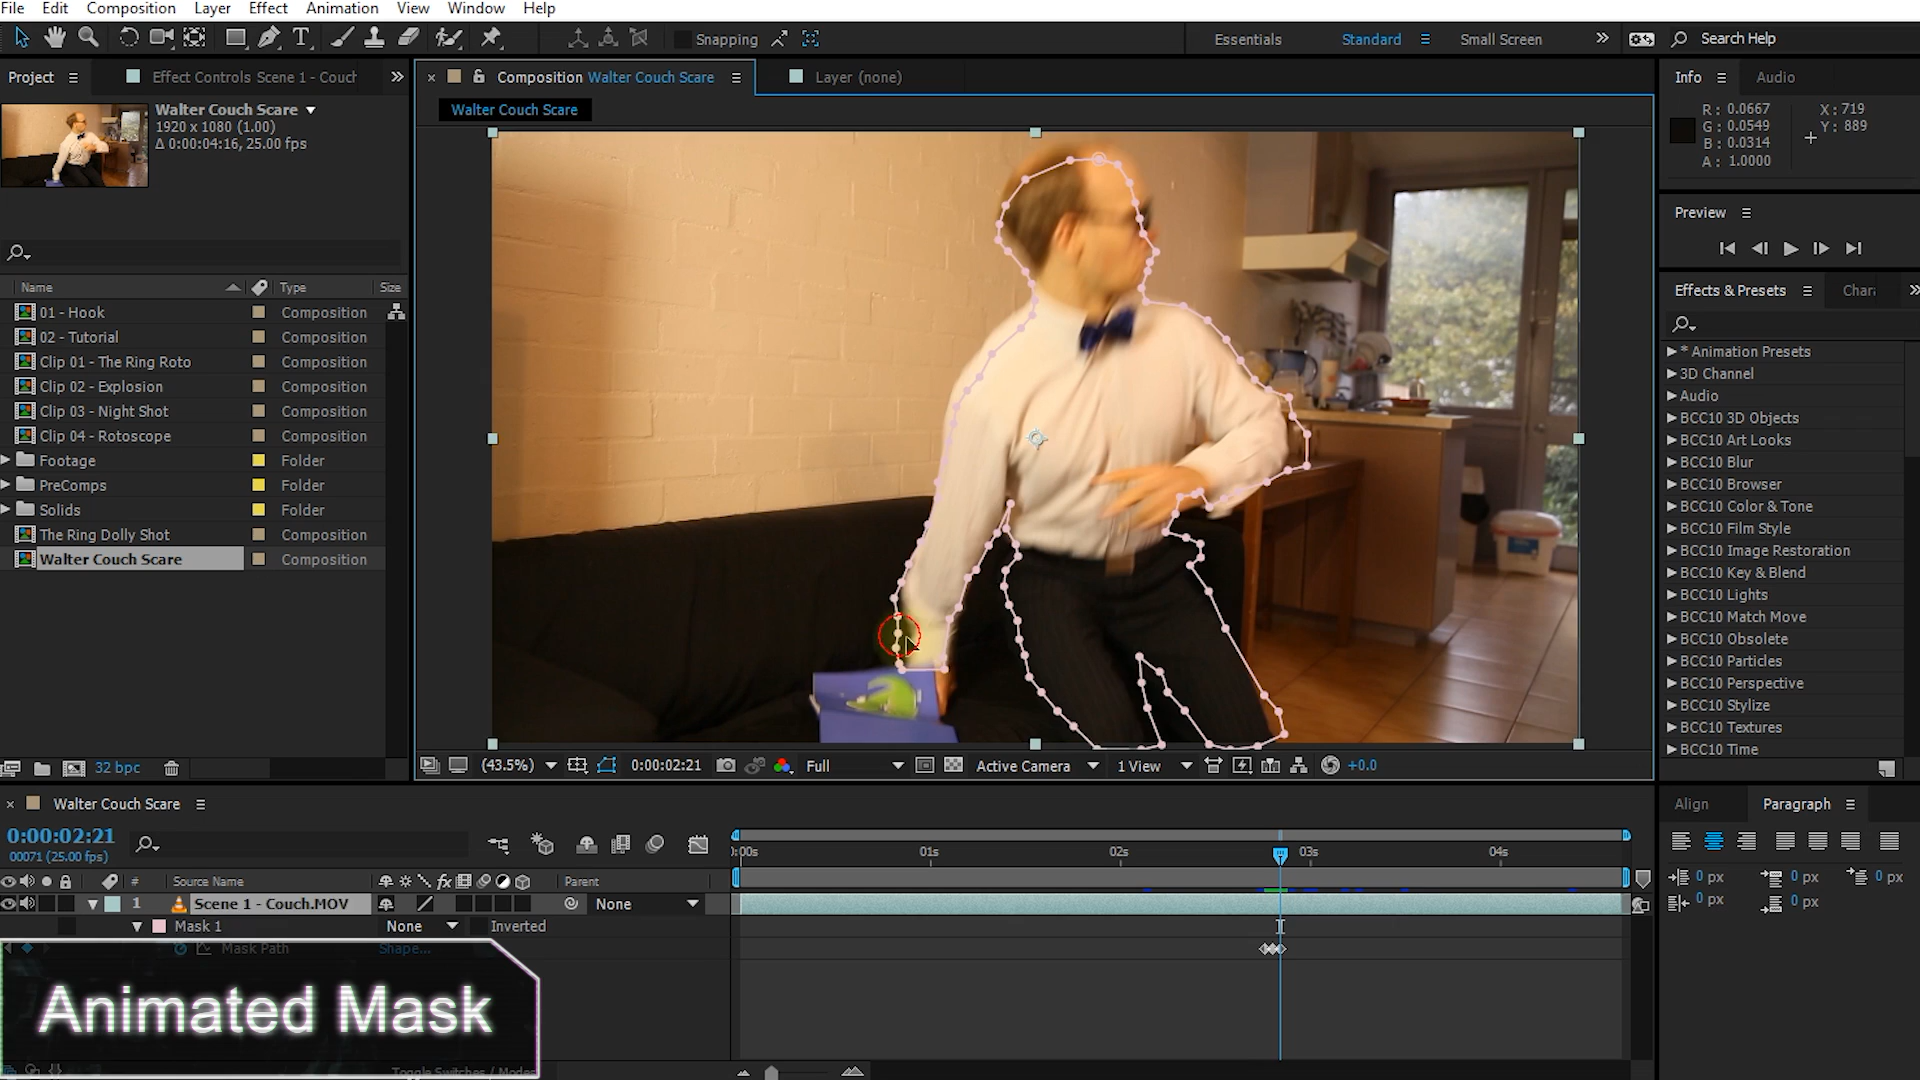 File Edit Composition Layer Effect Animation View Window Help
Snapping
Essentials Standard Small Screen Search Help
Project Effect Controls Scene 1 - Couch
Walter Couch Scare
1920 x 1080 (1.00)
Δ 0:00:04:16, 25.00 fps
Name Type Size
01 - Hook Composition
02 - Tutorial Composition
Clip 01 - The Ring Roto Composition
Clip 02 - Explosion Composition
Clip 03 - Night Shot Composition
Clip 04 - Rotoscope Composition
Footage Folder
PreComps Folder
Solids Folder
The Ring Dolly Shot Composition
Walter Couch Scare Composition
32 bpc
Composition Walter Couch Scare Layer (none)
Walter Couch Scare
(43.5%) 0:00:02:21 Full Active Camera 1 View +0.0
Info Audio
R: 0.0667 X: 719
G: 0.0549 Y: 889
B: 0.0314
A: 1.0000
Preview
Effects & Presets Chara
* Animation Presets
3D Channel
Audio
BCC10 3D Objects
BCC10 Art Looks
BCC10 Blur
BCC10 Browser
BCC10 Color & Tone
BCC10 Film Style
BCC10 Image Restoration
BCC10 Key & Blend
BCC10 Lights
BCC10 Match Move
BCC10 Obsolete
BCC10 Particles
BCC10 Perspective
BCC10 Stylize
BCC10 Textures
BCC10 Time
Align Paragraph
0 px 0 px 0 px
0 px 0 px
Walter Couch Scare
0:00:02:21
00071 (25.00 fps)
):00s 01s 02s 03s 04s
# Source Name fx Parent
1 Scene 1 - Couch.MOV None
Mask 1 None Inverted
Mask Path Shape...
Animated Mask
Toggle Switches / Modes